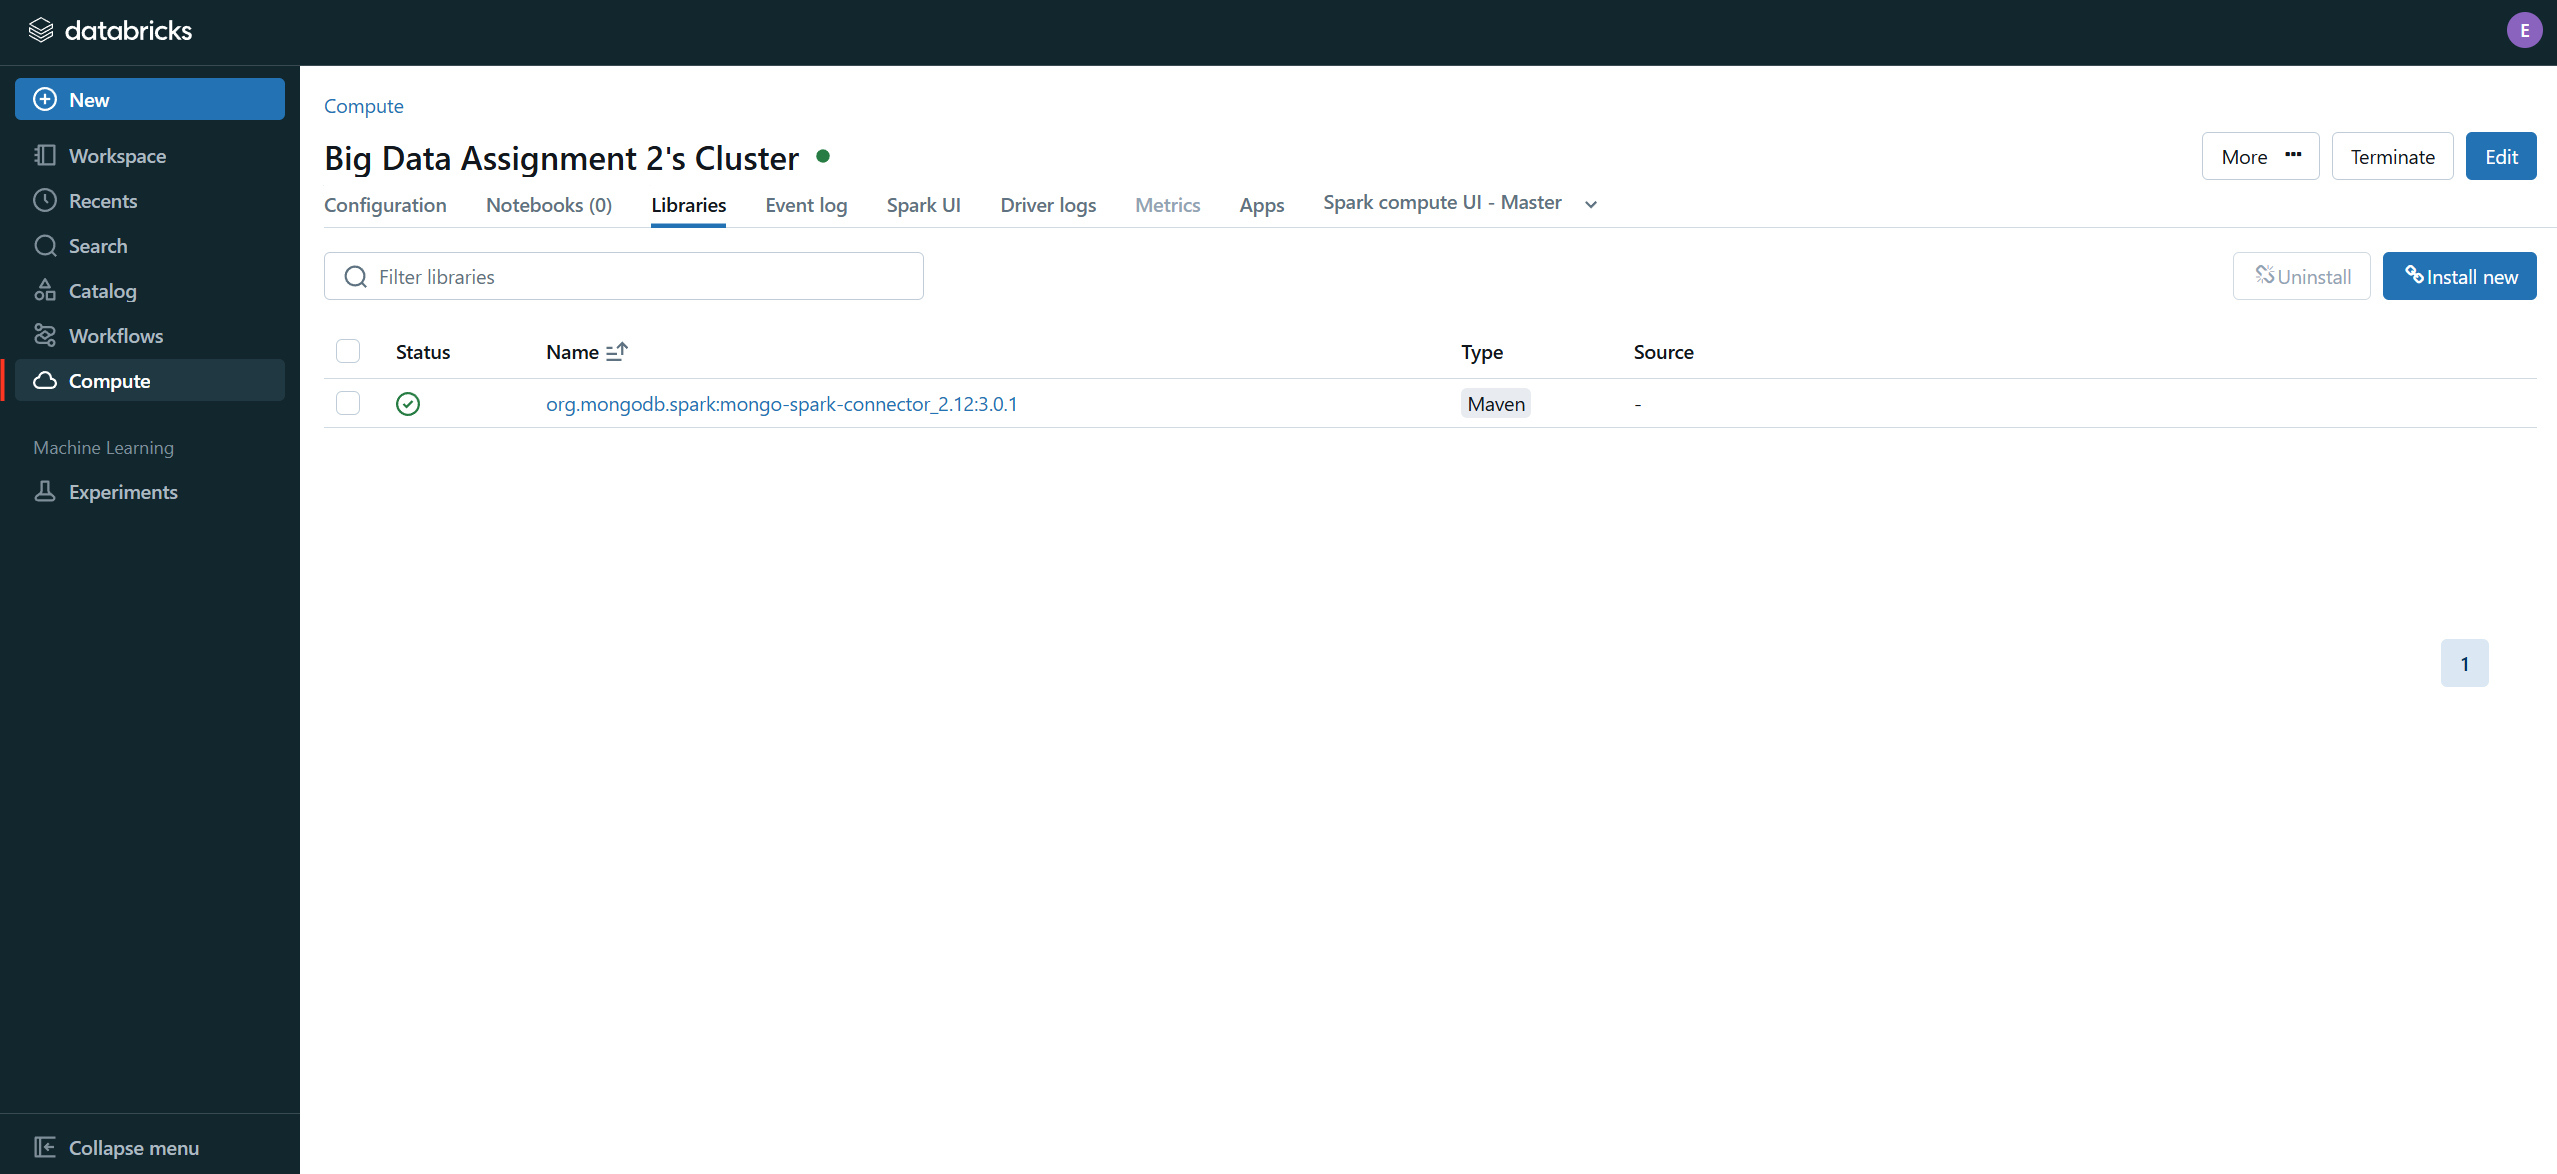 databricks
E
New
Workspace
Recents
Search
Catalog
Workflows
Compute
Machine Learning
Experiments
Collapse menu
Compute
Big Data Assignment 2's Cluster
More ... Terminate Edit
Configuration Notebooks (0) Libraries Event log Spark UI Driver logs Metrics Apps Spark compute UI - Master
Filter libraries
Uninstall Install new
Status Name Type Source
org.mongodb.spark:mongo-spark-connector_2.12:3.0.1 Maven -
1